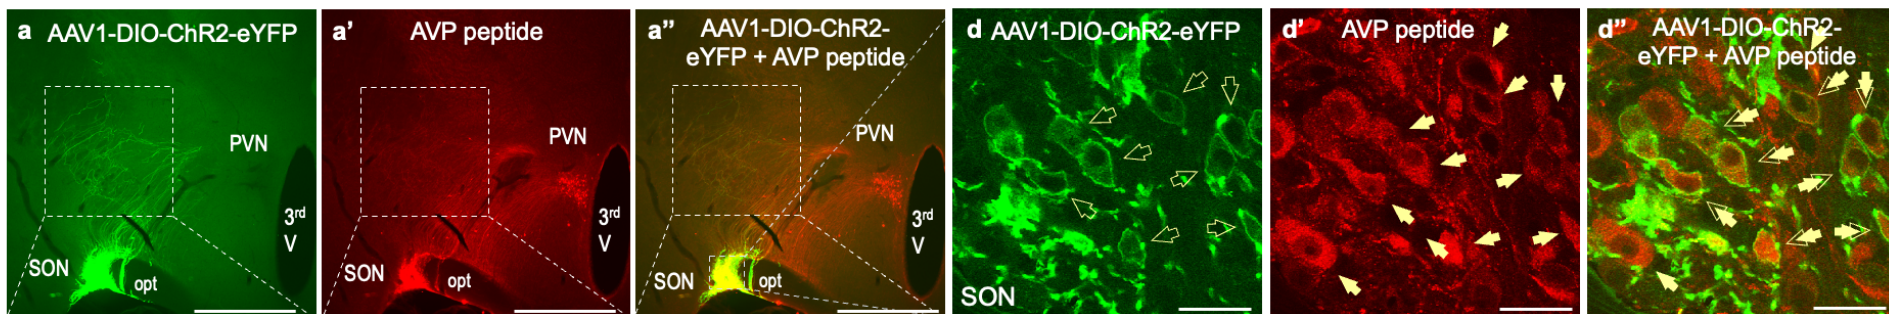 a AAV1-DIO-ChR2-eYFP
PVN
3rd
V
SON
opt
a' AVP peptide
PVN
3rd
V
SON
opt
a" AAV1-DIO-ChR2-
eYFP + AVP peptide
PVN
3rd
V
SON
opt
d AAV1-DIO-ChR2-eYFP
SON
d' AVP peptide
d" AAV1-DIO-ChR2-
eYFP + AVP peptide